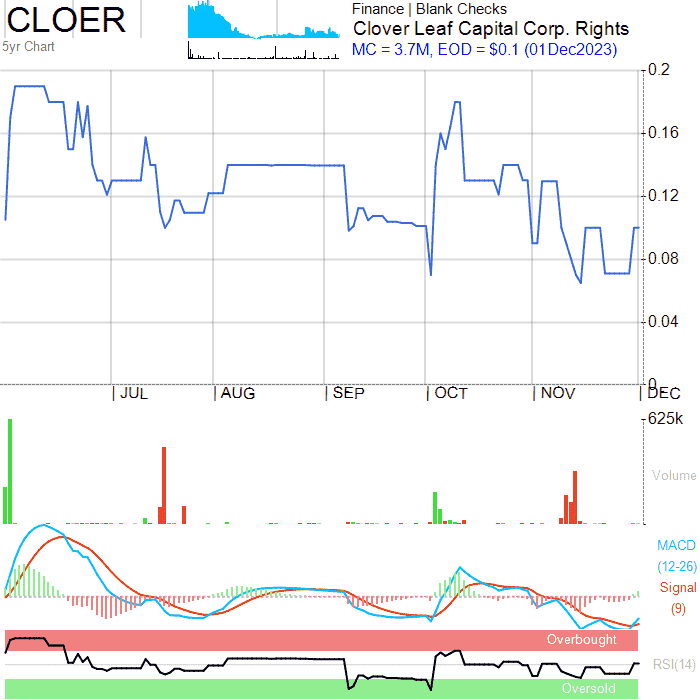 CLOER
5yr Chart
Finance | Blank Checks
Clover Leaf Capital Corp. Rights
MC = 3.7M, EOD = $0.1 (01Dec2023)
0.2
0.16
0.12
0.08
0.04
0
JUL AUG SEP OCT NOV DEC
625k
Volume
MACD
(12-26)
Signal
(9)
Overbought
RSI(14)
Oversold